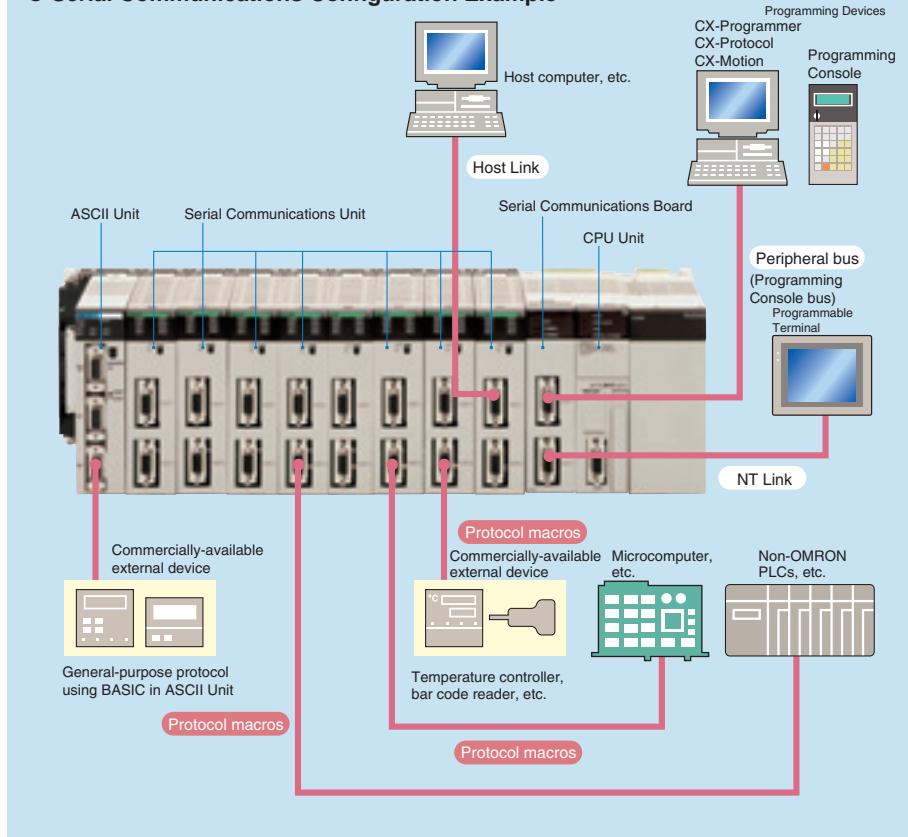 Serial Communications Configuration Example
Programming Devices
CX-Programmer
CX-Protocol
CX-Motion
Programming
Console
Host computer, etc.
Host Link
ASCII Unit
Serial Communications Unit
Serial Communications Board
CPU Unit
Peripheral bus
(Programming
Console bus)
Programmable
Terminal
NT Link
Protocol macros
Commercially-available
external device
Commercially-available
external device
Microcomputer,
etc.
Non-OMRON
PLCs, etc.
°C
General-purpose protocol
using BASIC in ASCII Unit
Temperature controller,
bar code reader, etc.
Protocol macros
Protocol macros